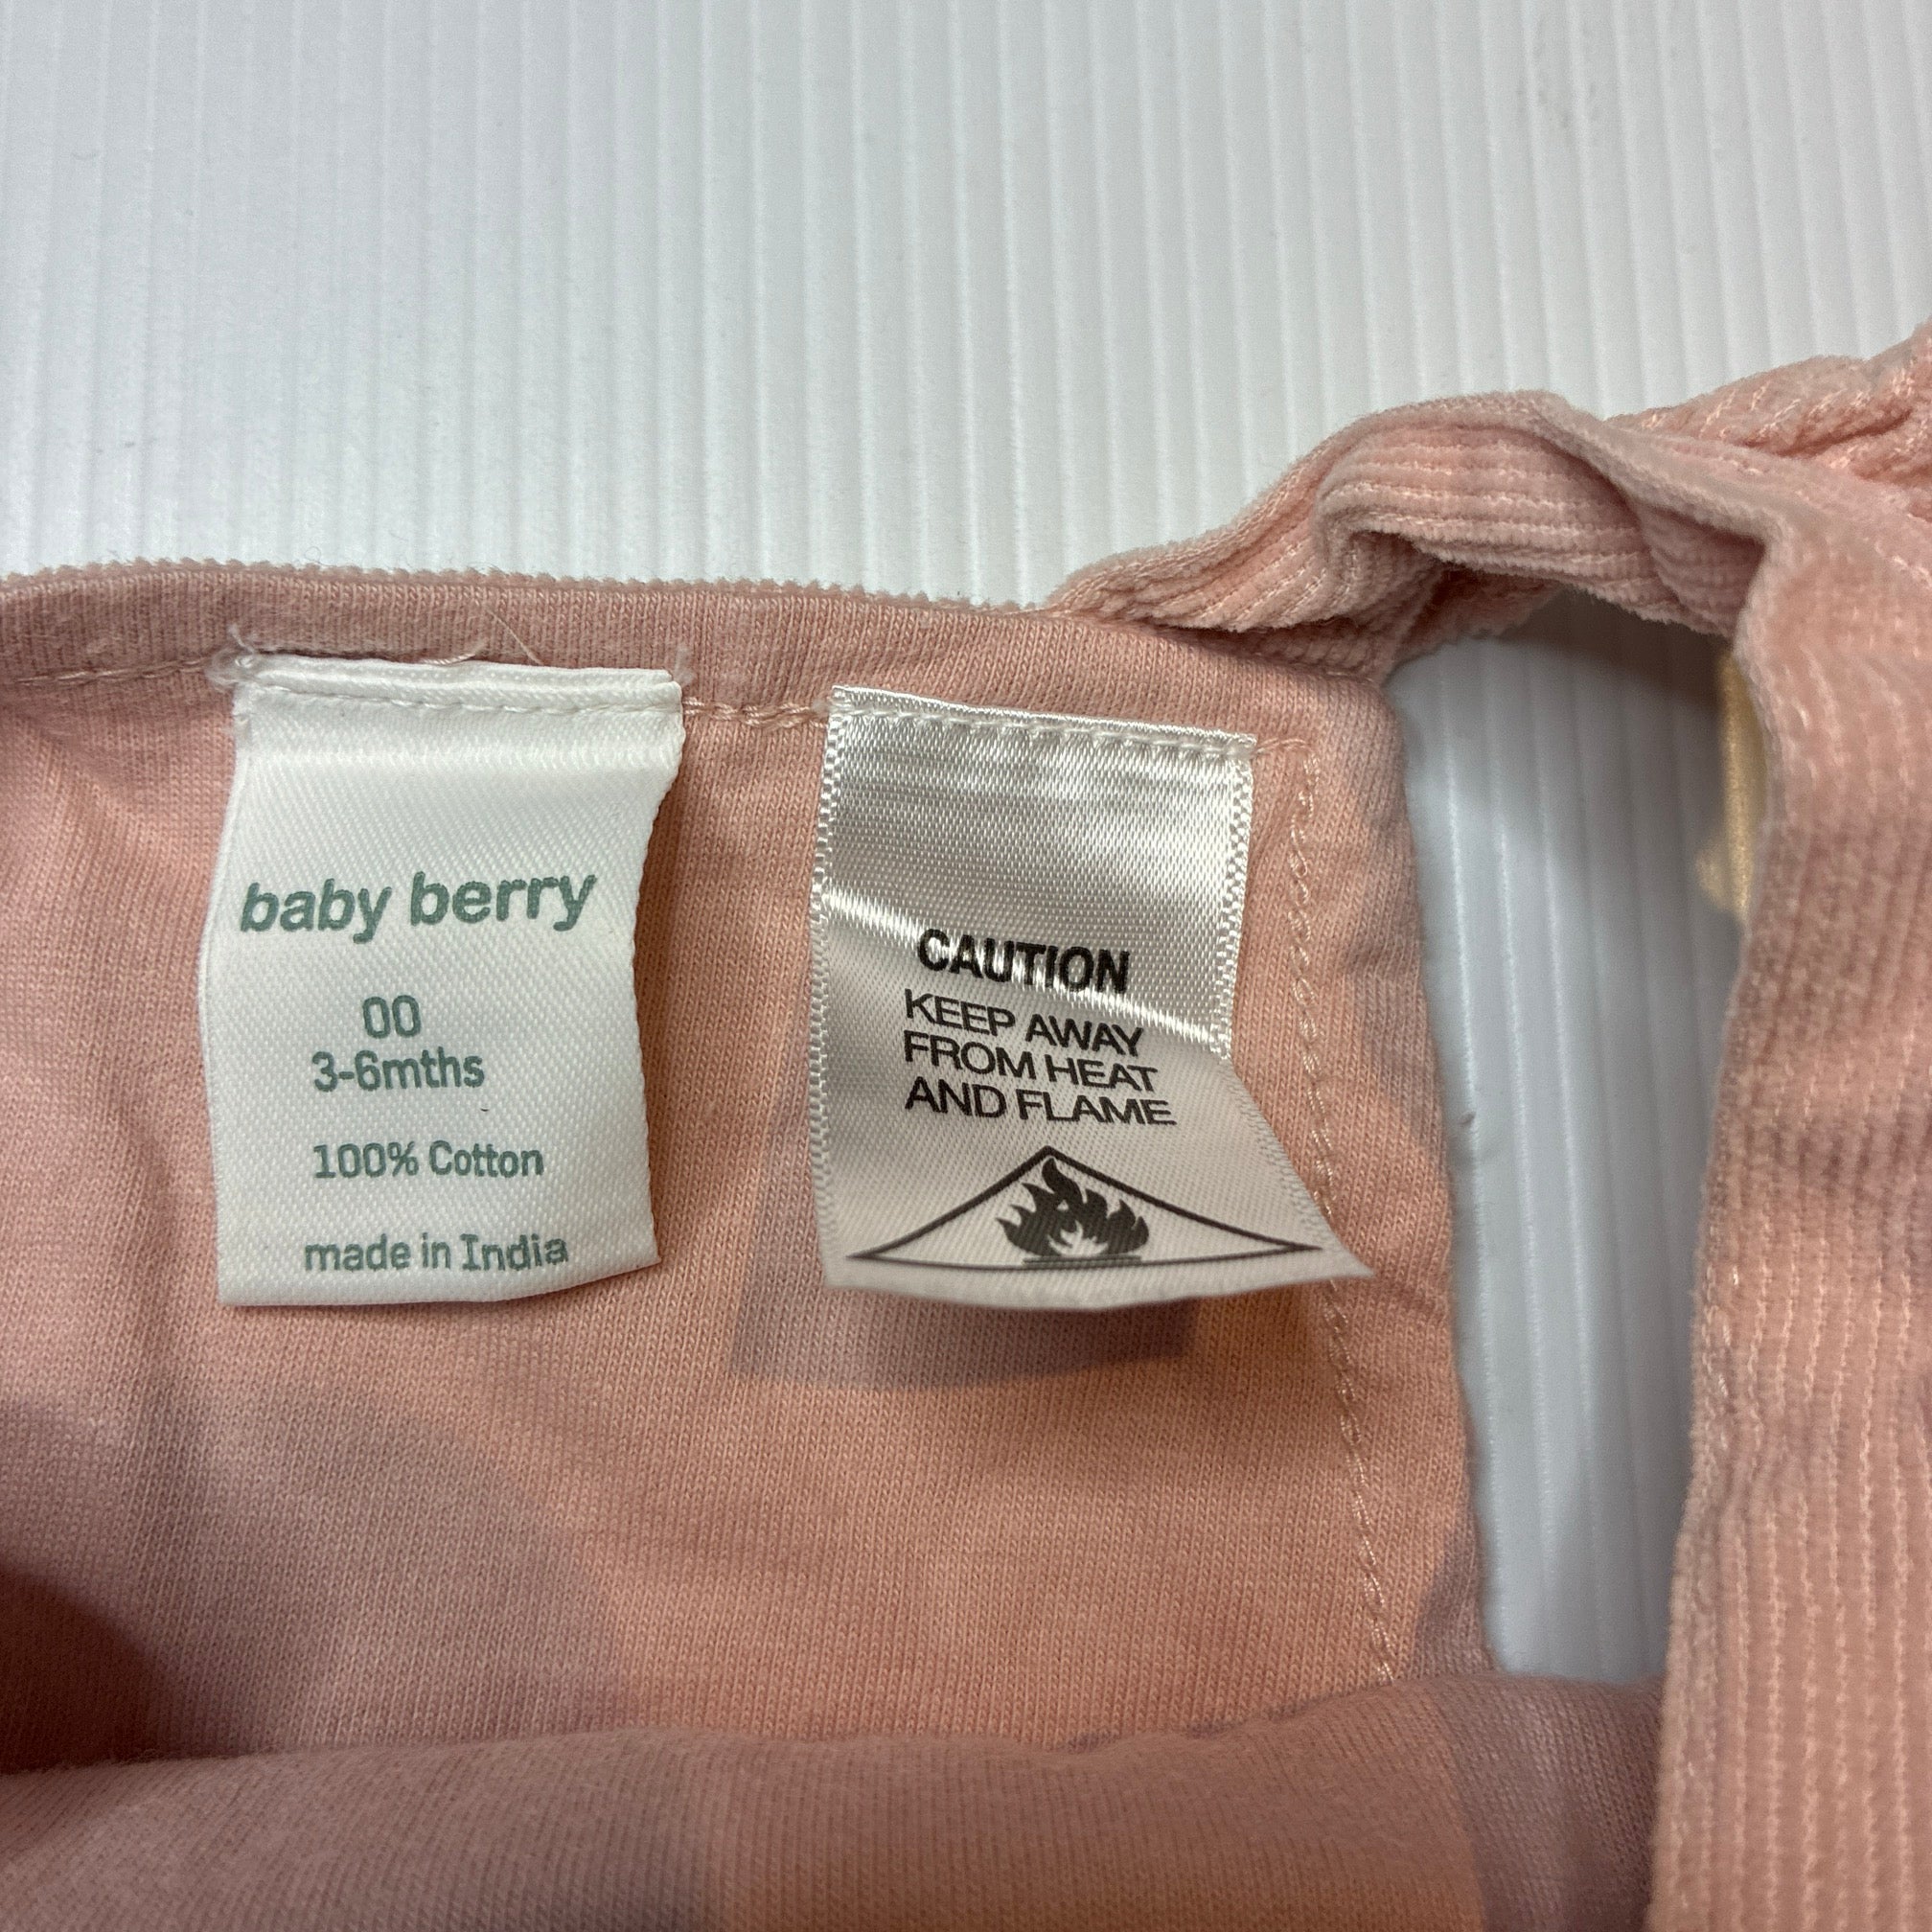 baby berry
00
3-6mths
100% Cotton
made in India
CAUTION
KEEP AWAY
FROM HEAT
AND FLAME